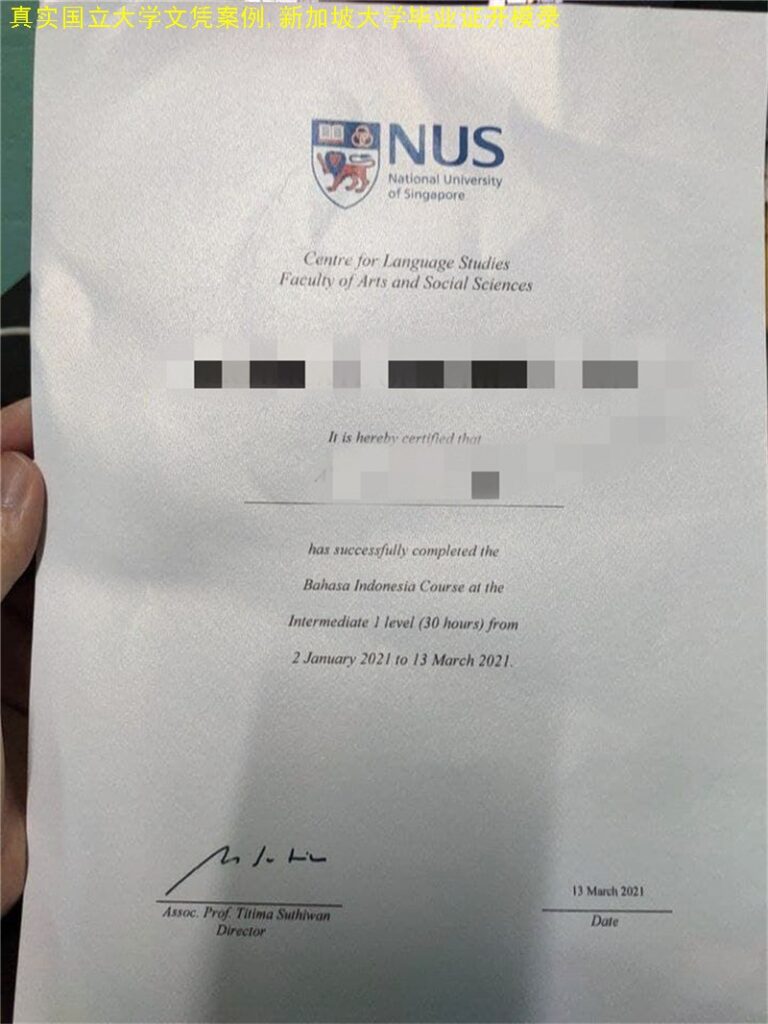 真实国立大学文凭案例,新加坡大学毕业证开模录
NUS
National University
of Singapore
Centre for Language Studies
Faculty of Arts and Social Sciences
It is hereby certified that
has successfully completed the
Bahasa Indonesia Course at the
Intermediate 1 level (30 hours) from
2 January 2021 to 13 March 2021.
13 March 2021
Assoc. Prof. Titima Suthiwan
Director
Date